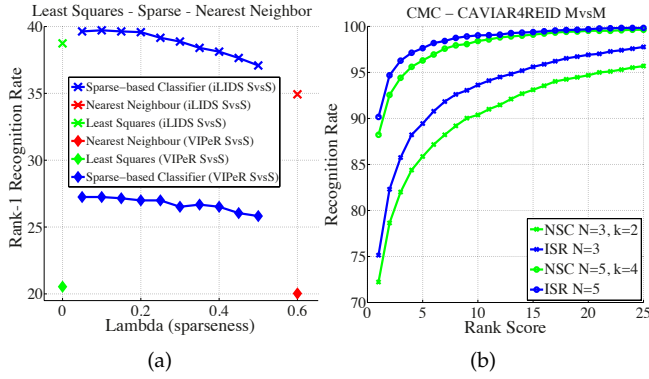 Least Squares - Sparse - Nearest Neighbor
Rank-1 Recognition Rate
40
35
30
25
20
Sparse-based Classifier (iLIDS SvsS)
Nearest Neighbour (iLIDS SvsS)
Least Squares (iLIDS SvsS)
Nearest Neighbour (VIPeR SvsS)
Least Squares (VIPeR SvsS)
Sparse-based Classifier (VIPeR SvsS)
0 0.2 0.4 0.6
Lambda (sparseness)
(a)
CMC – CAVIAR4REID MvsM
Recognition Rate
100
95
90
85
80
75
70
NSC N=3, k=2
ISR N=3
NSC N=5, k=4
ISR N=5
0 5 10 15 20 25
Rank Score
(b)